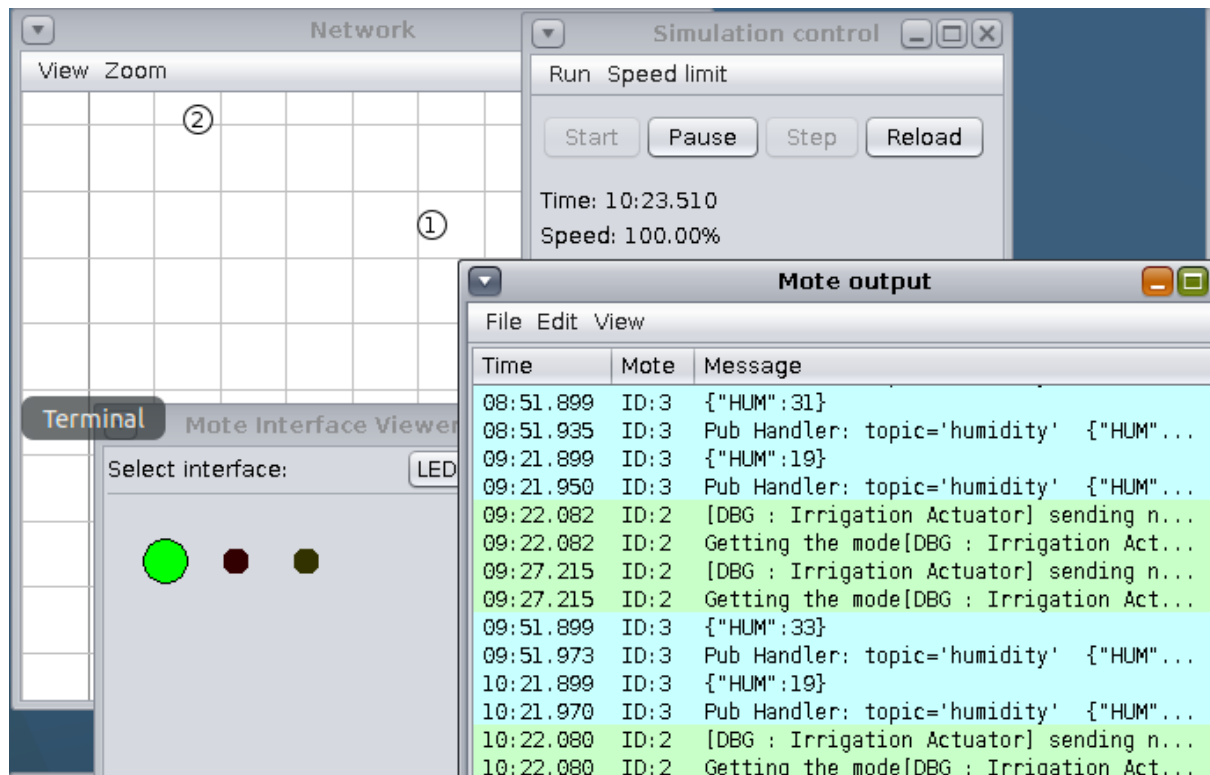 Network
View Zoom
②
①
Simulation control
Run Speed limit
Start Pause Step Reload
Time: 10:23.510
Speed: 100.00%
Terminal
Mote Interface Viewer
Select interface: LED
Mote output
File Edit View
Time Mote Message
08:51.899 ID:3 {"HUM":31}
08:51.935 ID:3 Pub Handler: topic='humidity' {"HUM"...
09:21.899 ID:3 {"HUM":19}
09:21.950 ID:3 Pub Handler: topic='humidity' {"HUM"...
09:22.082 ID:2 [DBG : Irrigation Actuator] sending n...
09:22.082 ID:2 Getting the mode[DBG : Irrigation Act...
09:27.215 ID:2 [DBG : Irrigation Actuator] sending n...
09:27.215 ID:2 Getting the mode[DBG : Irrigation Act...
09:51.899 ID:3 {"HUM":33}
09:51.973 ID:3 Pub Handler: topic='humidity' {"HUM"...
10:21.899 ID:3 {"HUM":19}
10:21.970 ID:3 Pub Handler: topic='humidity' {"HUM"...
10:22.080 ID:2 [DBG : Irrigation Actuator] sending n...
10:22.080 ID:2 Getting the mode[DBG : Irrigation Act...